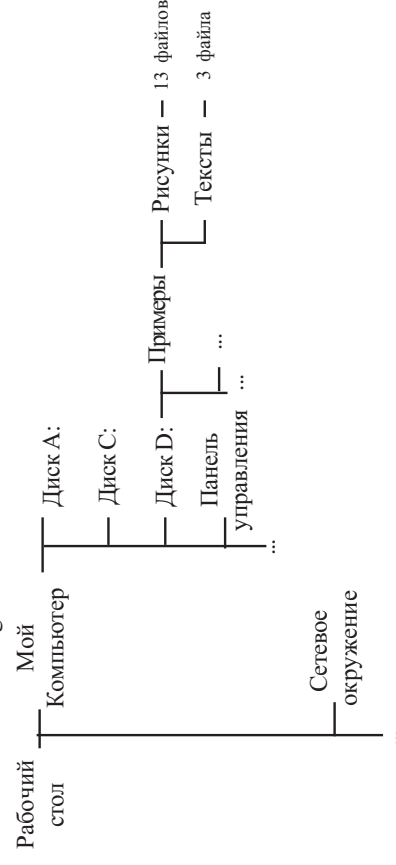 Рабочий
стол
Мой
Компьютер
Диск A:
Диск C:
Диск D:
Панель
управления
...
Примеры
...
...
Рисунки
13 файлов
Тексты
3 файла
Сетевое
окружение